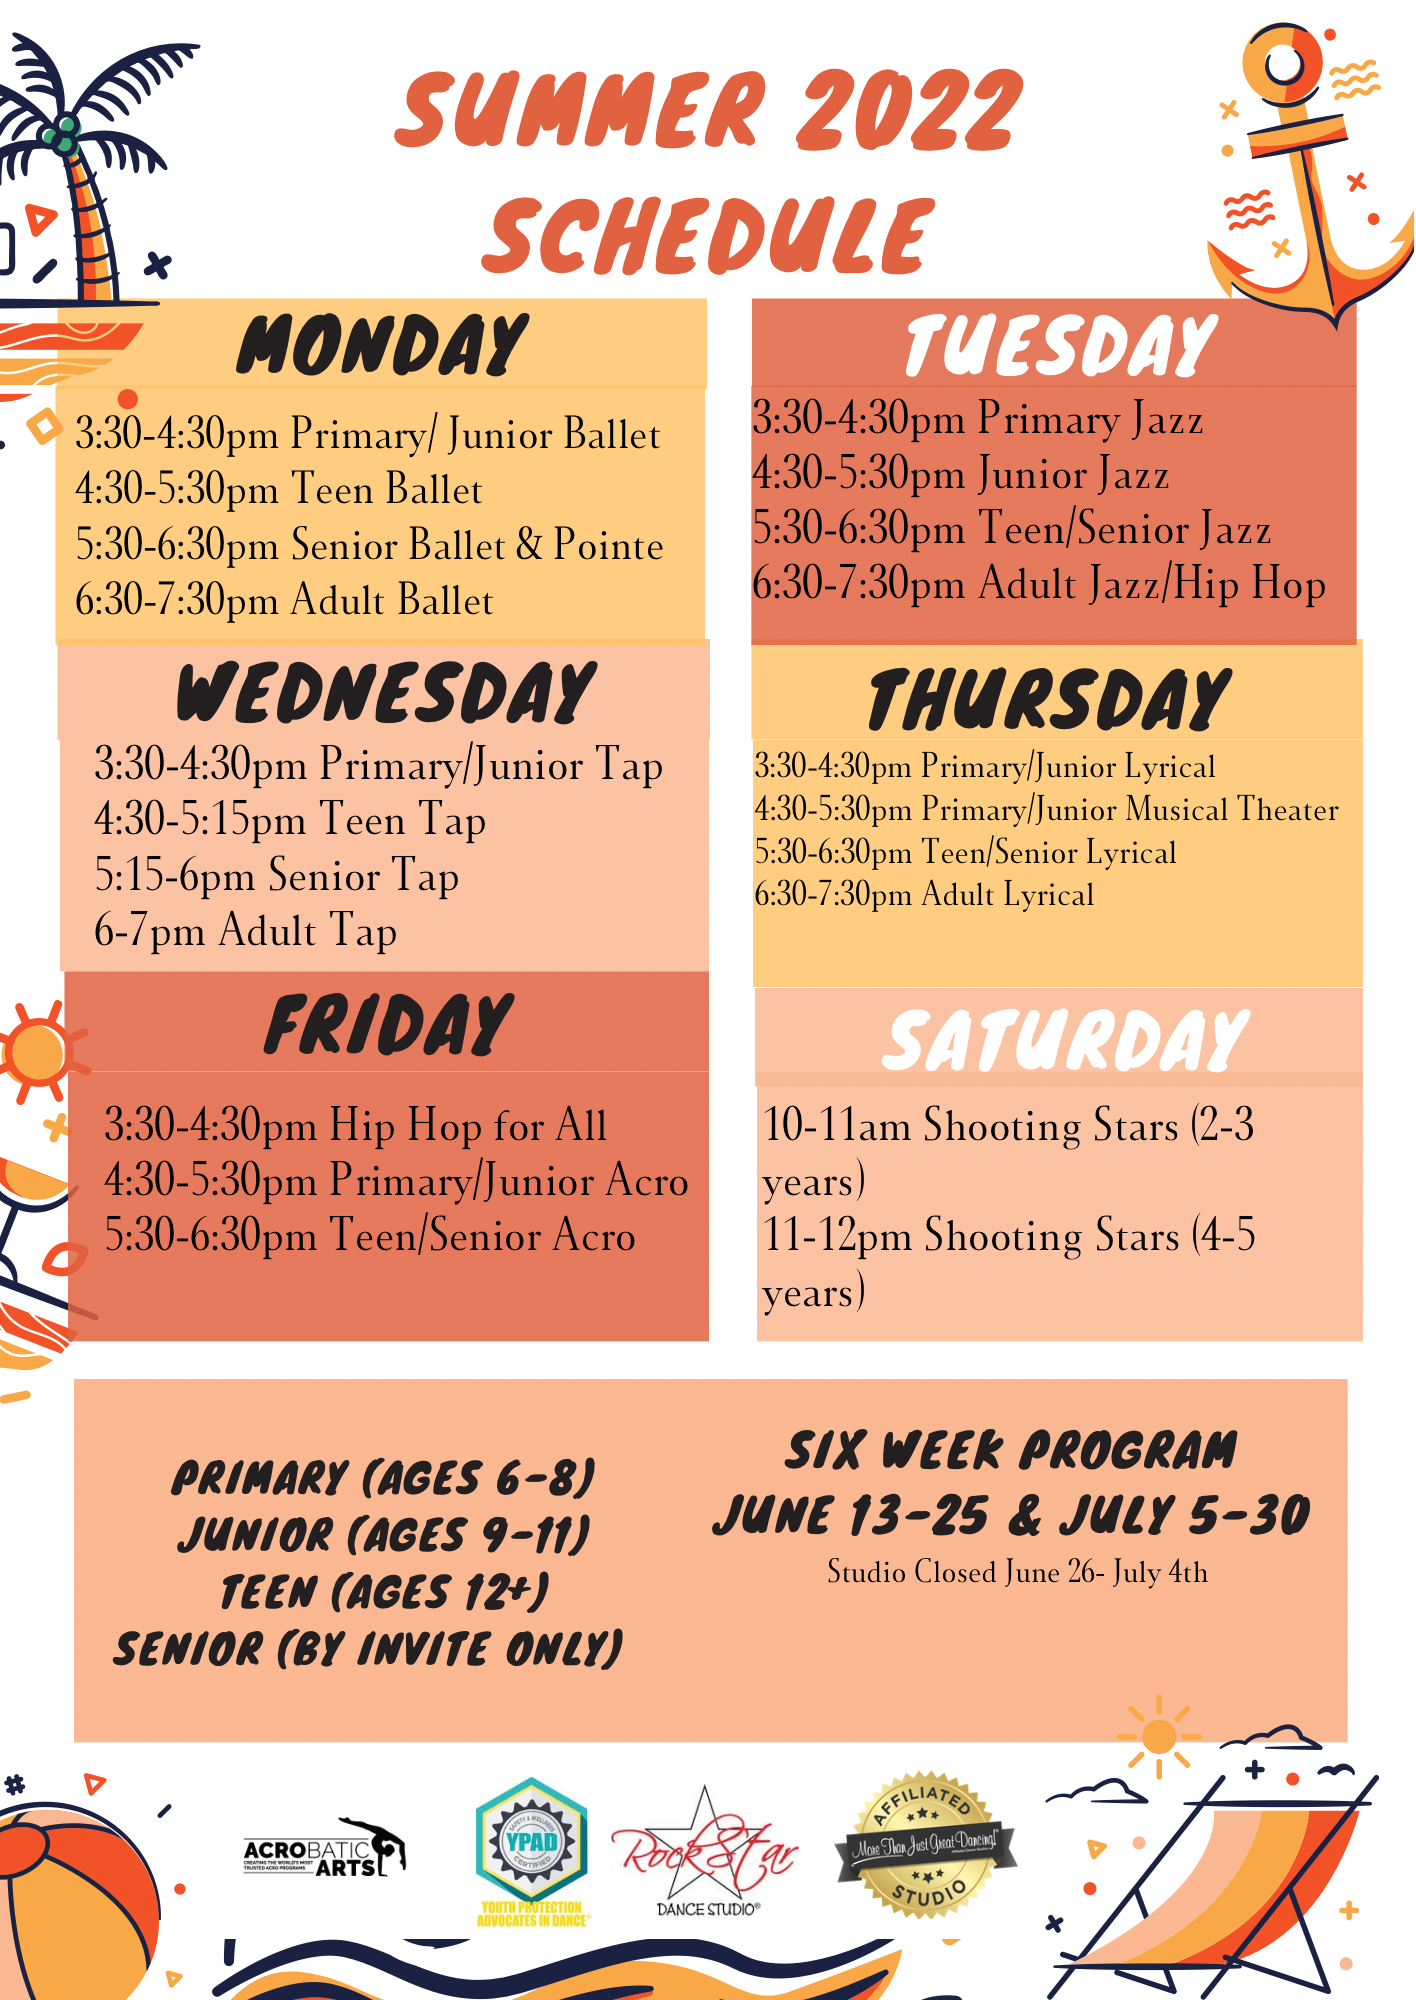 SUMMER 2022
SCHEDULE
MONDAY
3:30-4:30pm Primary/ Junior Ballet
4:30-5:30pm Teen Ballet
5:30-6:30pm Senior Ballet & Pointe
6:30-7:30pm Adult Ballet
TUESDAY
3:30-4:30pm Primary Jazz
4:30-5:30pm Junior Jazz
5:30-6:30pm Teen/Senior Jazz
6:30-7:30pm Adult Jazz/Hip Hop
WEDNESDAY
3:30-4:30pm Primary/Junior Tap
4:30-5:15pm Teen Tap
5:15-6pm Senior Tap
6-7pm Adult Tap
THURSDAY
3:30-4:30pm Primary/Junior Lyrical
4:30-5:30pm Primary/Junior Musical Theater
5:30-6:30pm Teen/Senior Lyrical
6:30-7:30pm Adult Lyrical
FRIDAY
3:30-4:30pm Hip Hop for All
4:30-5:30pm Primary/Junior Acro
5:30-6:30pm Teen/Senior Acro
SATURDAY
10-11am Shooting Stars (2-3
years)
11-12pm Shooting Stars (4-5
years)
PRIMARY (AGES 6-8)
JUNIOR (AGES 9-11)
TEEN (AGES 12+)
SENIOR (BY INVITE ONLY)
SIX WEEK PROGRAM
JUNE 13-25 & JULY 5-30
Studio Closed June 26- July 4th
ACROBATIC
CREATING THE WORLD'S MOST
TRUSTED ACRO PROGRAMS
ARTS
SAFETY & WELLNESS
YPAD
CERTIFIED
YOUTH PROTECTION
ADVOCATES IN DANCE®
RockStar
DANCE STUDIO®
AFFILIATED
More Than Just Great Dancing!®
STUDIO